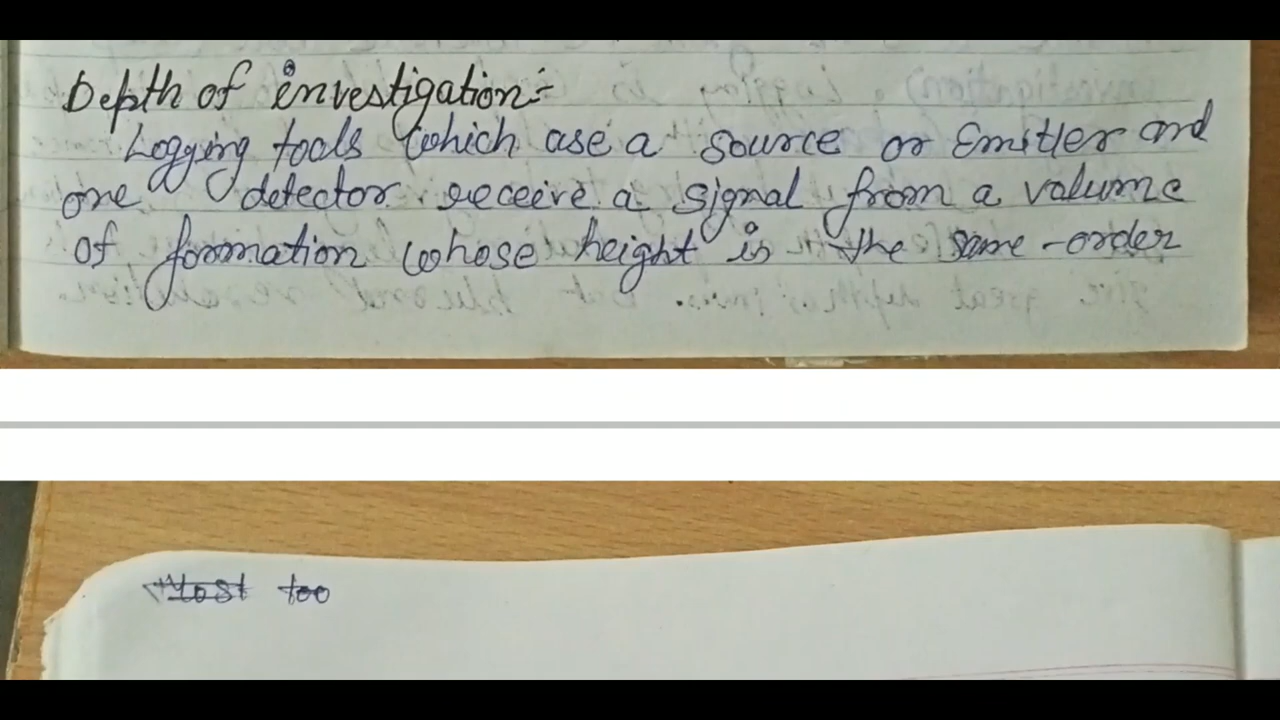 Depth of investigation:-
Logging tools which use a source or Emitter and
one detector receive a signal from a volume
of formation whose height is the same order
Most too